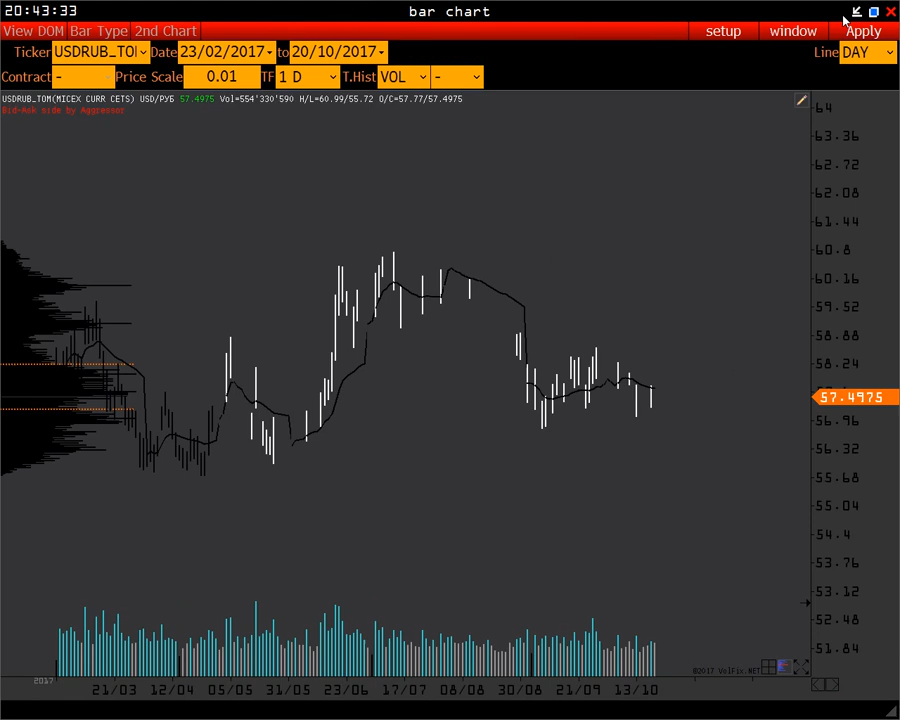 20:43:33 bar chart
View DOM Bar Type 2nd Chart setup window Apply
Ticker USDRUB_TO Date 23/02/2017 to 20/10/2017 Line DAY
Contract - Price Scale 0.01 TF 1 D T.Hist VOL -
USDRUB_TOM(MICEX CURR CETS) USD/РУБ 57.4975 Vol=554'330'590 H/L=60.99/55.72 O/C=57.77/57.4975
Bid-Ask side by Aggressor
64
63.36
62.72
62.08
61.44
60.8
60.16
59.52
58.88
58.24
57.4975
56.96
56.32
55.68
55.04
54.4
53.76
53.12
52.48
51.84
©2017 VolFix.NET
2017
21/03 12/04 05/05 31/05 23/06 17/07 08/08 30/08 21/09 13/10